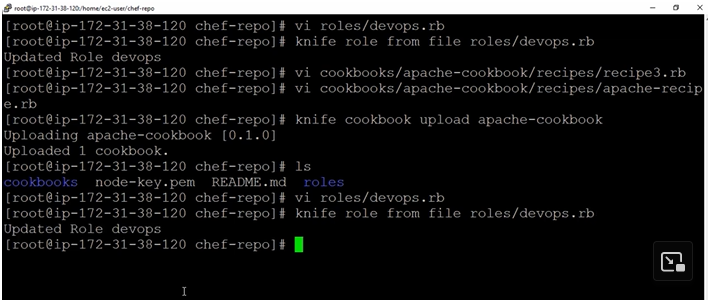 root@ip-172-31-38-120:/home/ec2-user/chef-repo
[root@ip-172-31-38-120 chef-repo]# vi roles/devops.rb
[root@ip-172-31-38-120 chef-repo]# knife role from file roles/devops.rb
Updated Role devops
[root@ip-172-31-38-120 chef-repo]# vi cookbooks/apache-cookbook/recipes/recipe3.rb
[root@ip-172-31-38-120 chef-repo]# vi cookbooks/apache-cookbook/recipes/apache-recip
e.rb
[root@ip-172-31-38-120 chef-repo]# knife cookbook upload apache-cookbook
Uploading apache-cookbook [0.1.0]
Uploaded 1 cookbook.
[root@ip-172-31-38-120 chef-repo]# ls
cookbooks  node-key.pem  README.md  roles
[root@ip-172-31-38-120 chef-repo]# vi roles/devops.rb
[root@ip-172-31-38-120 chef-repo]# knife role from file roles/devops.rb
Updated Role devops
[root@ip-172-31-38-120 chef-repo]#